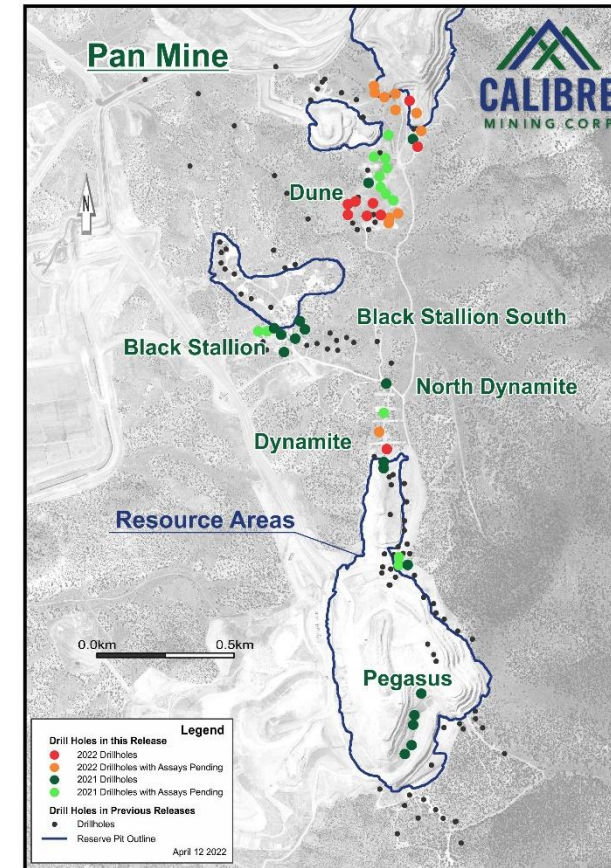 Pan Mine
CALIBRE
MINING CORP
N
Dune
Black Stallion South
Black Stallion
North Dynamite
Dynamite
Resource Areas
0.0km 0.5km
Pegasus
Legend
Drill Holes in this Release
2022 Drillholes
2022 Drillholes with Assays Pending
2021 Drillholes
2021 Drillholes with Assays Pending
Drill Holes in Previous Releases
Drillholes
Reserve Pit Outline
April 12 2022